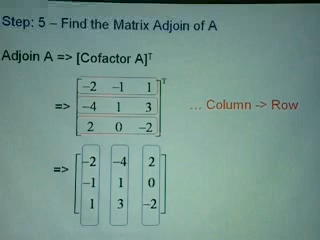 Step: 5 – Find the Matrix Adjoin of A
Adjoin A => [Cofactor A]ᵀ
=> [ −2 −1 1 ]ᵀ
−4 1 3 ... Column -> Row
2 0 −2
=> [ −2 −4 2 ]
−1 1 0
1 3 −2